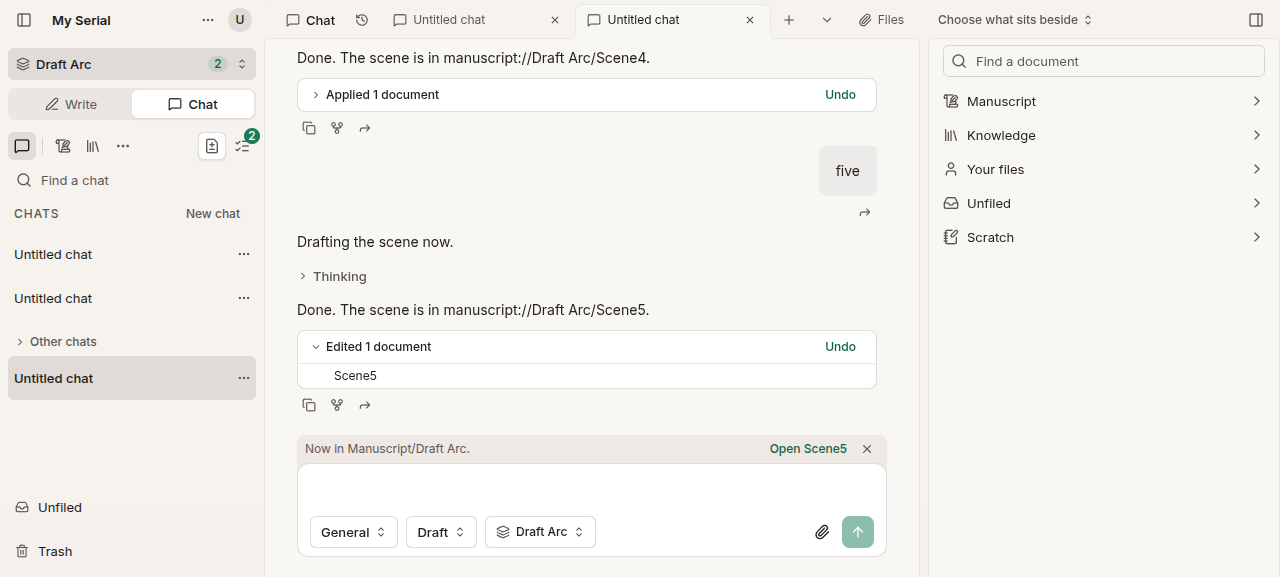 My Serial
U
Draft Arc
2
Write
Chat
2
Find a chat
CHATS
New chat
Untitled chat
Untitled chat
Other chats
Untitled chat
Unfiled
Trash
Chat
Untitled chat
Untitled chat
Files
Done. The scene is in manuscript://Draft Arc/Scene4.
Applied 1 document
Undo
five
Drafting the scene now.
Thinking
Done. The scene is in manuscript://Draft Arc/Scene5.
Edited 1 document
Undo
Scene5
Now in Manuscript/Draft Arc.
Open Scene5
General
Draft
Draft Arc
Choose what sits beside
Find a document
Manuscript
Knowledge
Your files
Unfiled
Scratch